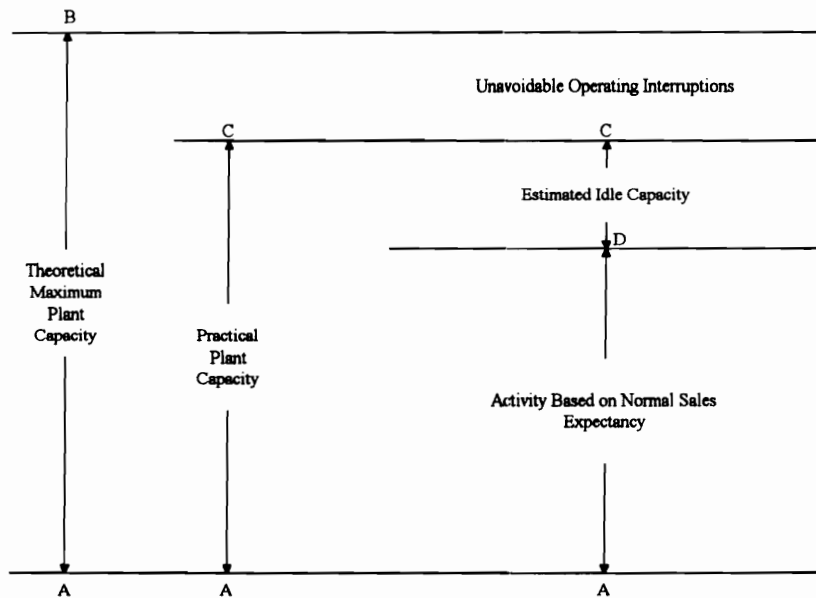 B
Unavoidable Operating Interruptions
C
C
Estimated Idle Capacity
D
Theoretical
Maximum
Plant
Capacity
Practical
Plant
Capacity
Activity Based on Normal Sales
Expectancy
A
A
A